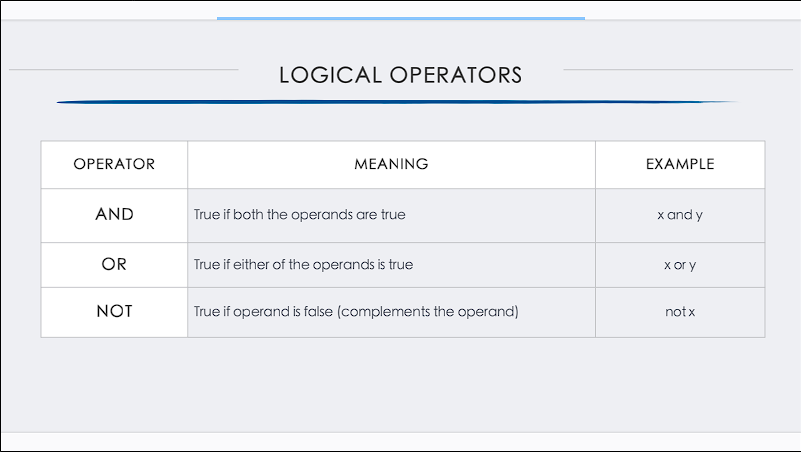 LOGICAL OPERATORS
OPERATOR MEANING EXAMPLE
AND True if both the operands are true x and y
OR True if either of the operands is true x or y
NOT True if operand is false (complements the operand) not x